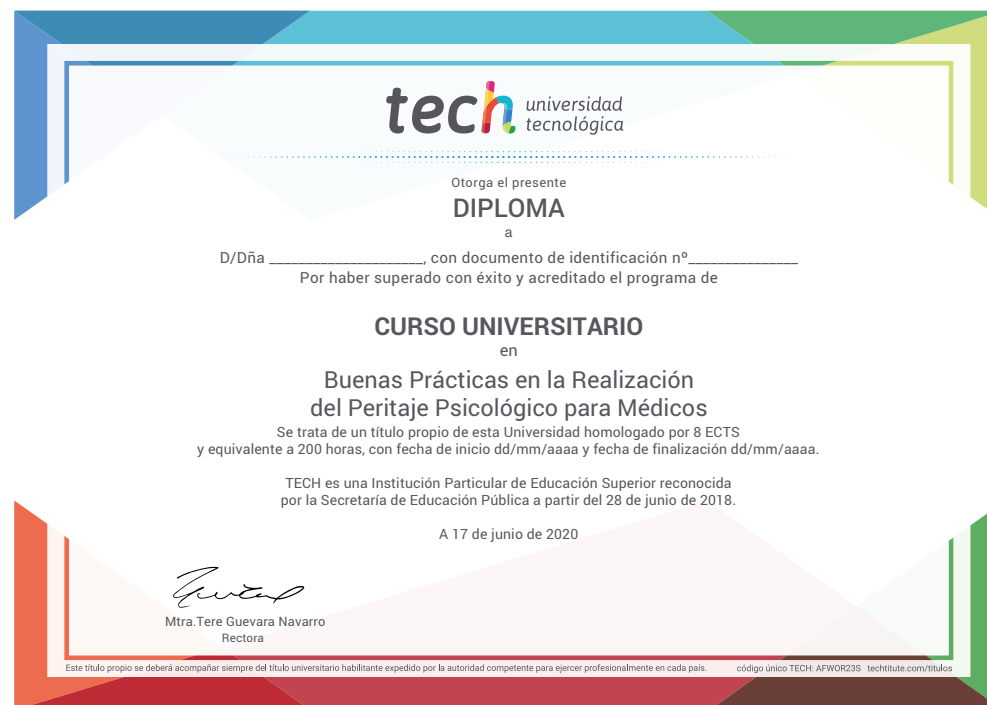 tech universidad
tecnológica
Otorga el presente
DIPLOMA
a
D/Dña _____________________, con documento de identificación nº_______________
Por haber superado con éxito y acreditado el programa de
CURSO UNIVERSITARIO
en
Buenas Prácticas en la Realización
del Peritaje Psicológico para Médicos
Se trata de un título propio de esta Universidad homologado por 8 ECTS
y equivalente a 200 horas, con fecha de inicio dd/mm/aaaa y fecha de finalización dd/mm/aaaa.
TECH es una Institución Particular de Educación Superior reconocida
por la Secretaría de Educación Pública a partir del 28 de junio de 2018.
A 17 de junio de 2020
Mtra.Tere Guevara Navarro
Rectora
Este título propio se deberá acompañar siempre del título universitario habilitante expedido por la autoridad competente para ejercer profesionalmente en cada país. código único TECH: AFWOR23S techtitute.com/titulos